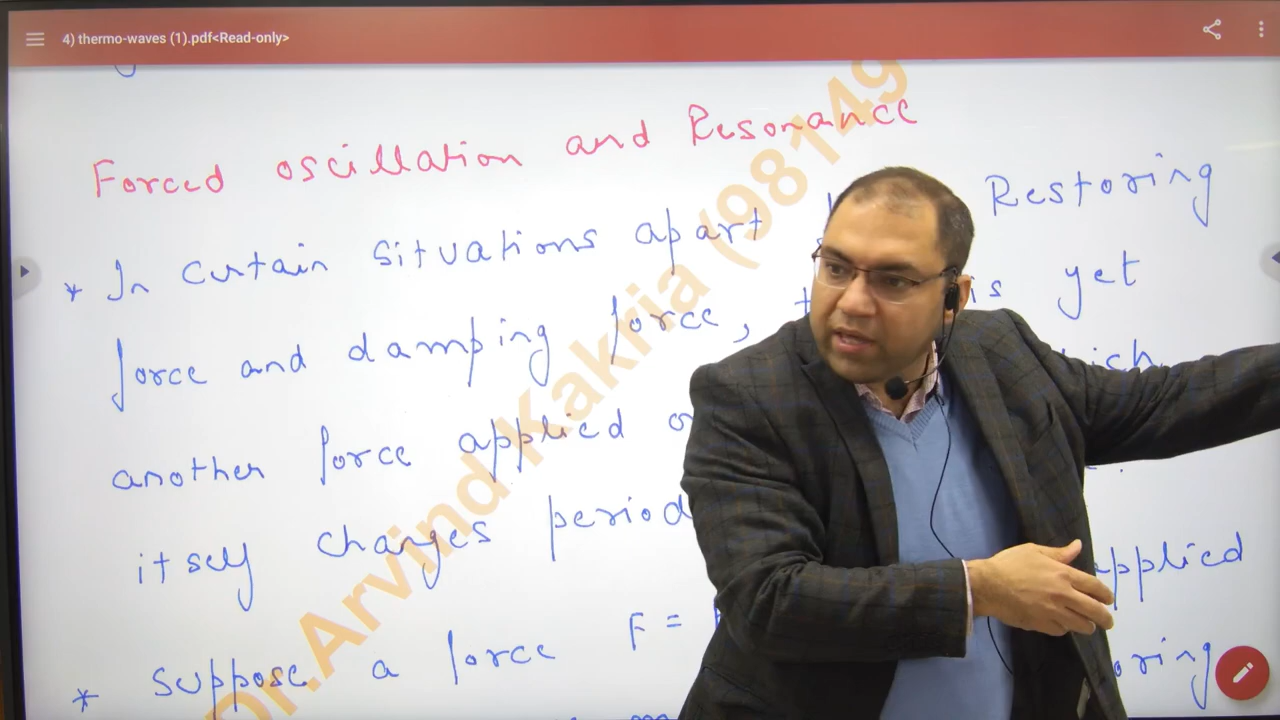 4) thermo-waves (1).pdf<Read-only>
Forced oscillation and Resonance
* In certain situations apart Restoring
force and damping force, is yet
another force applied
itself changes
* Suppose a force F = applied
Dr.Arvind Kakria (98149